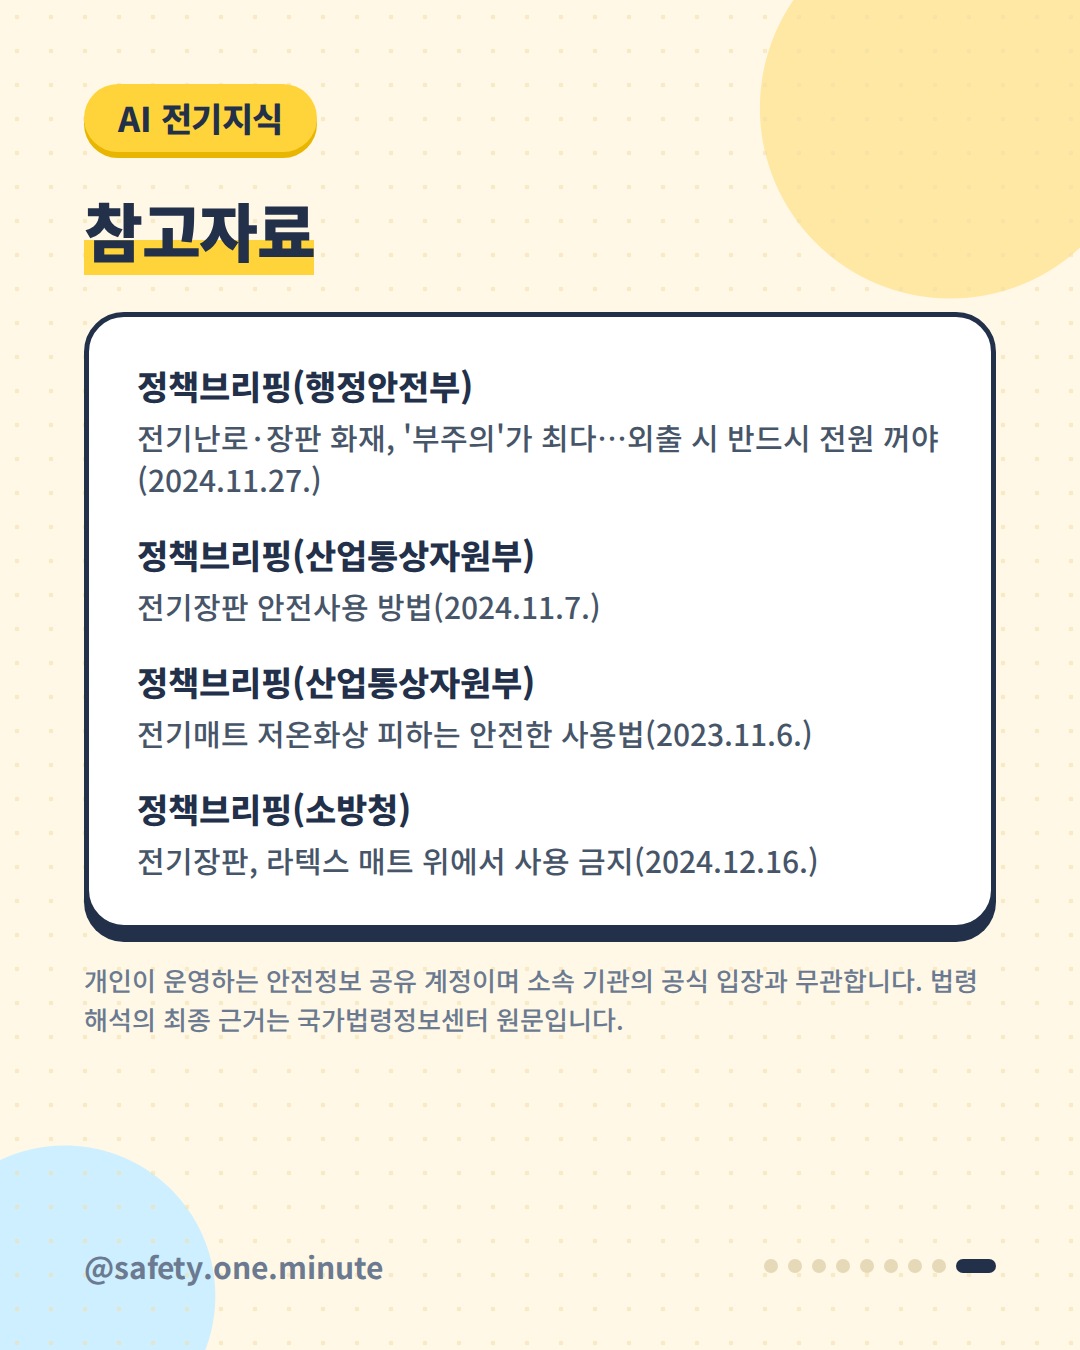 AI 전기지식
참고자료
정책브리핑(행정안전부)
전기난로·장판 화재, '부주의'가 최다…외출 시 반드시 전원 꺼야
(2024.11.27.)
정책브리핑(산업통상자원부)
전기장판 안전사용 방법(2024.11.7.)
정책브리핑(산업통상자원부)
전기매트 저온화상 피하는 안전한 사용법(2023.11.6.)
정책브리핑(소방청)
전기장판, 라텍스 매트 위에서 사용 금지(2024.12.16.)
개인이 운영하는 안전정보 공유 계정이며 소속 기관의 공식 입장과 무관합니다. 법령
해석의 최종 근거는 국가법령정보센터 원문입니다.
@safety.one.minute